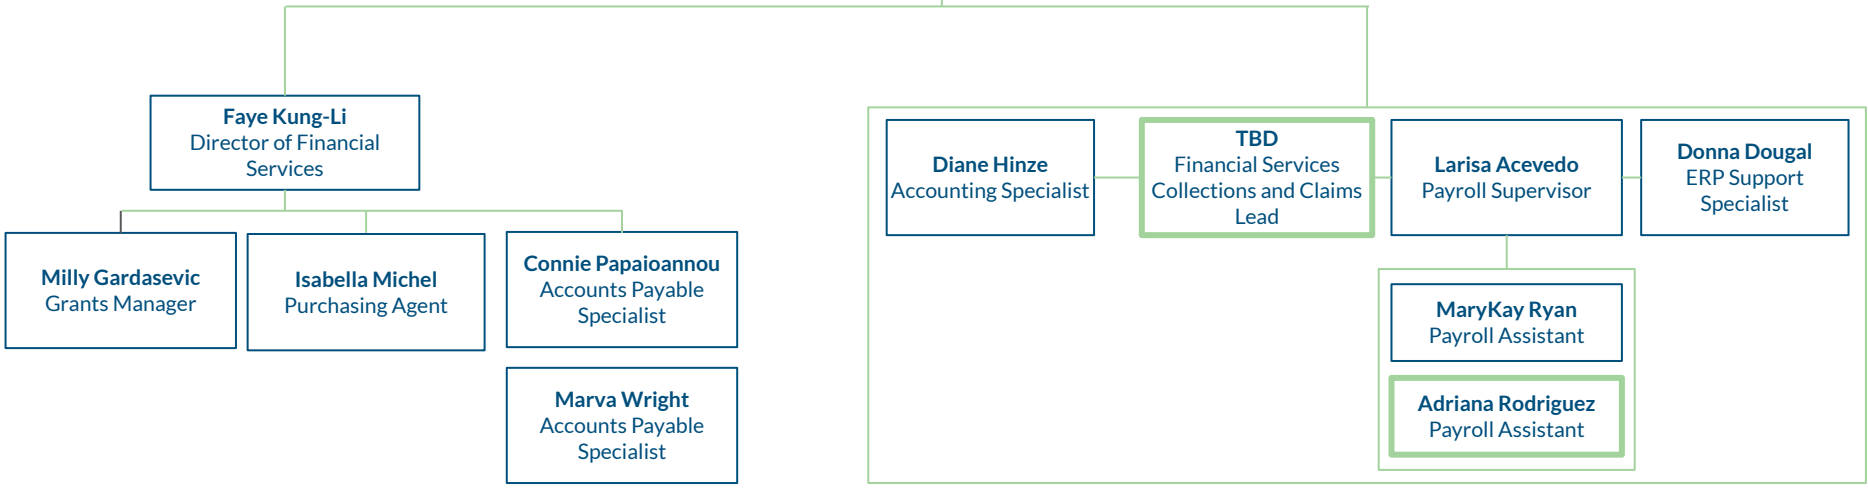 Faye Kung-Li
Director of Financial
Services
Milly Gardasevic
Grants Manager
Isabella Michel
Purchasing Agent
Connie Papaioannou
Accounts Payable
Specialist
Marva Wright
Accounts Payable
Specialist
Diane Hinze
Accounting Specialist
TBD
Financial Services
Collections and Claims
Lead
Larisa Acevedo
Payroll Supervisor
Donna Dougal
ERP Support
Specialist
MaryKay Ryan
Payroll Assistant
Adriana Rodriguez
Payroll Assistant